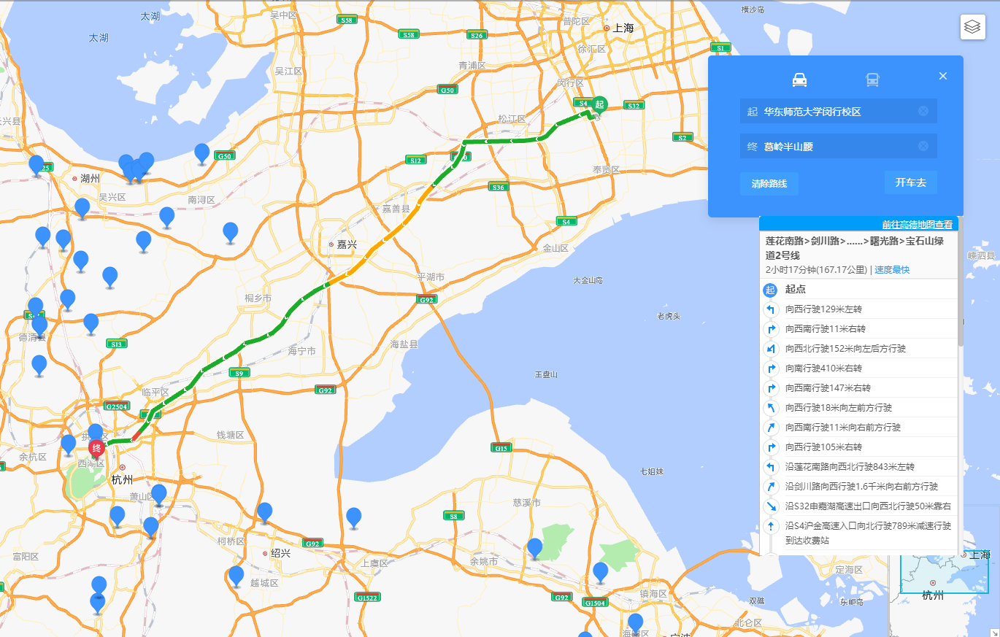 横沙岛
太湖
吴中区
S58
普陀区
上海
S58
S26
太湖
徐汇区
S1
青浦区
吴江区
闵行区
G50
S4
起
S32
松江区
长兴县
S2
G50
S12
奉贤区
湖州
吴兴区
南浔区
S36
嘉善县
S4
嘉兴
金山区
平湖市
大金山岛
桐乡市
G92
老虎头
德清县
S13
海宁市
海盐县
S9
王盘山
G92
临平区
G2504
钱塘区
G15
终
余杭区
西湖区
七姐妹
杭州
萧山区
慈溪市
S8
柯桥区
G92
绍兴
富阳区
上虞区
余姚市
越城区
定海区
G1522
G92
G1504
镇海区
双礁
东岠岛
北仑区
嵊泗县
起 华东师范大学闵行校区
终 葛岭半山腰
清除路线
开车去
前往高德地图查看
莲花南路>剑川路>......>曙光路>宝石山绿
道2号线
2小时17分钟(167.17公里) | 速度最快
起 起点
向西行驶129米左转
向西南行驶11米右转
向西北行驶152米向左后方行驶
向南行驶410米右转
向西南行驶147米右转
向西行驶18米向左前方行驶
向西南行驶11米向右前方行驶
向西行驶105米右转
沿莲花南路向西北行驶843米左转
沿剑川路向西行驶1.6千米向右前方行驶
沿S32申嘉湖高速出口向西北行驶50米靠右
沿S4沪金高速入口向北行驶789米减速行驶
到达收费站
上海
杭州